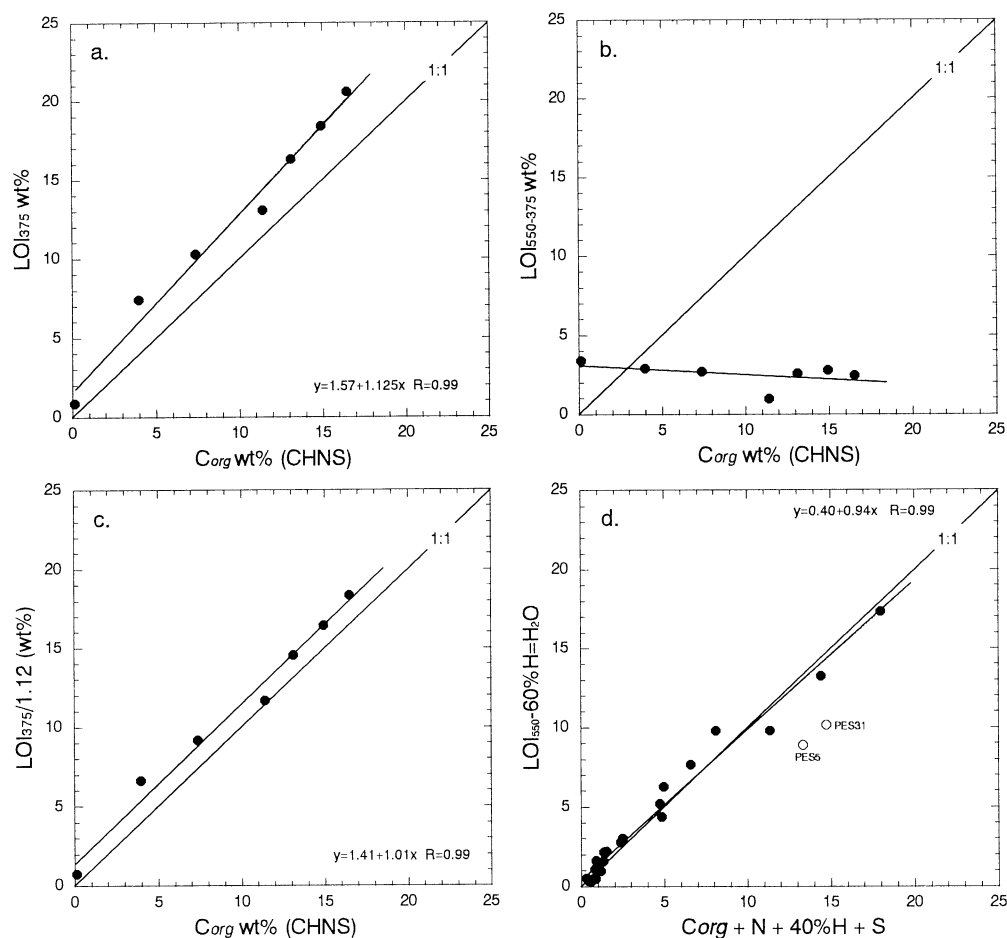 a.
1:1
LOI375 wt%
25
20
15
10
5
0
y=1.57+1.125x R=0.99
0 5 10 15 20 25
Corg wt% (CHNS)
b.
1:1
LOI550-375 wt%
25
20
15
10
5
0
0 5 10 15 20 25
Corg wt% (CHNS)
c.
1:1
LOI375/1.12 (wt%)
25
20
15
10
5
0
y=1.41+1.01x R=0.99
0 5 10 15 20 25
Corg wt% (CHNS)
d.
y=0.40+0.94x R=0.99
1:1
LOI550-60%H=H2O
25
20
15
10
5
0
PES31
PES5
0 5 10 15 20 25
Corg + N + 40%H + S